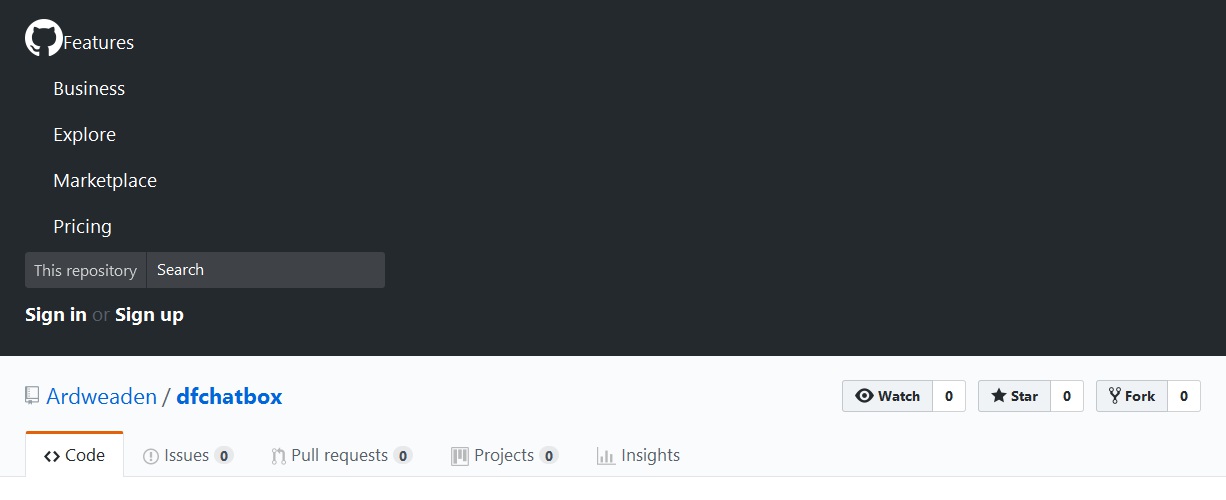 Features
Business
Explore
Marketplace
Pricing
This repository Search
Sign in or Sign up
Ardweaden / dfchatbox Watch 0 Star 0 Fork 0
Code Issues 0 Pull requests 0 Projects 0 Insights